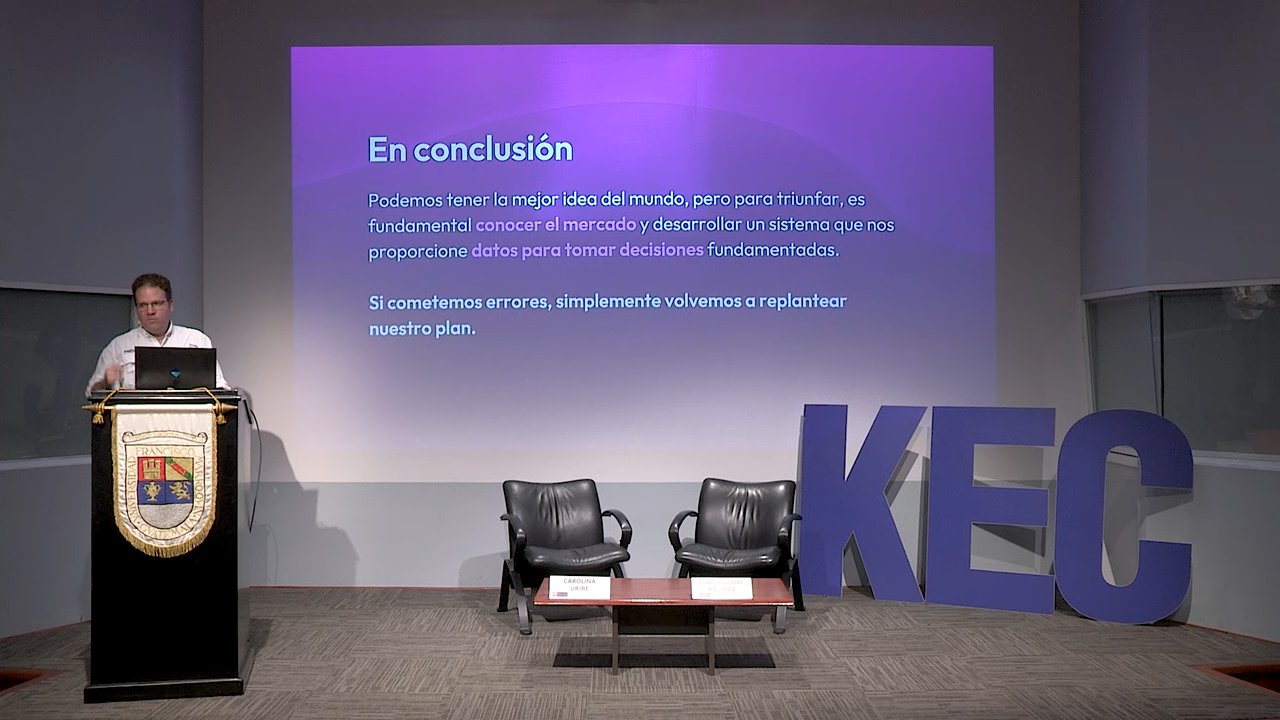 En conclusión
Podemos tener la mejor idea del mundo, pero para triunfar, es
fundamental conocer el mercado y desarrollar un sistema que nos
proporcione datos para tomar decisiones fundamentadas.
Si cometemos errores, simplemente volvemos a replantear
nuestro plan.
KEC
FRANCISCO
CAROLINA
URIBE